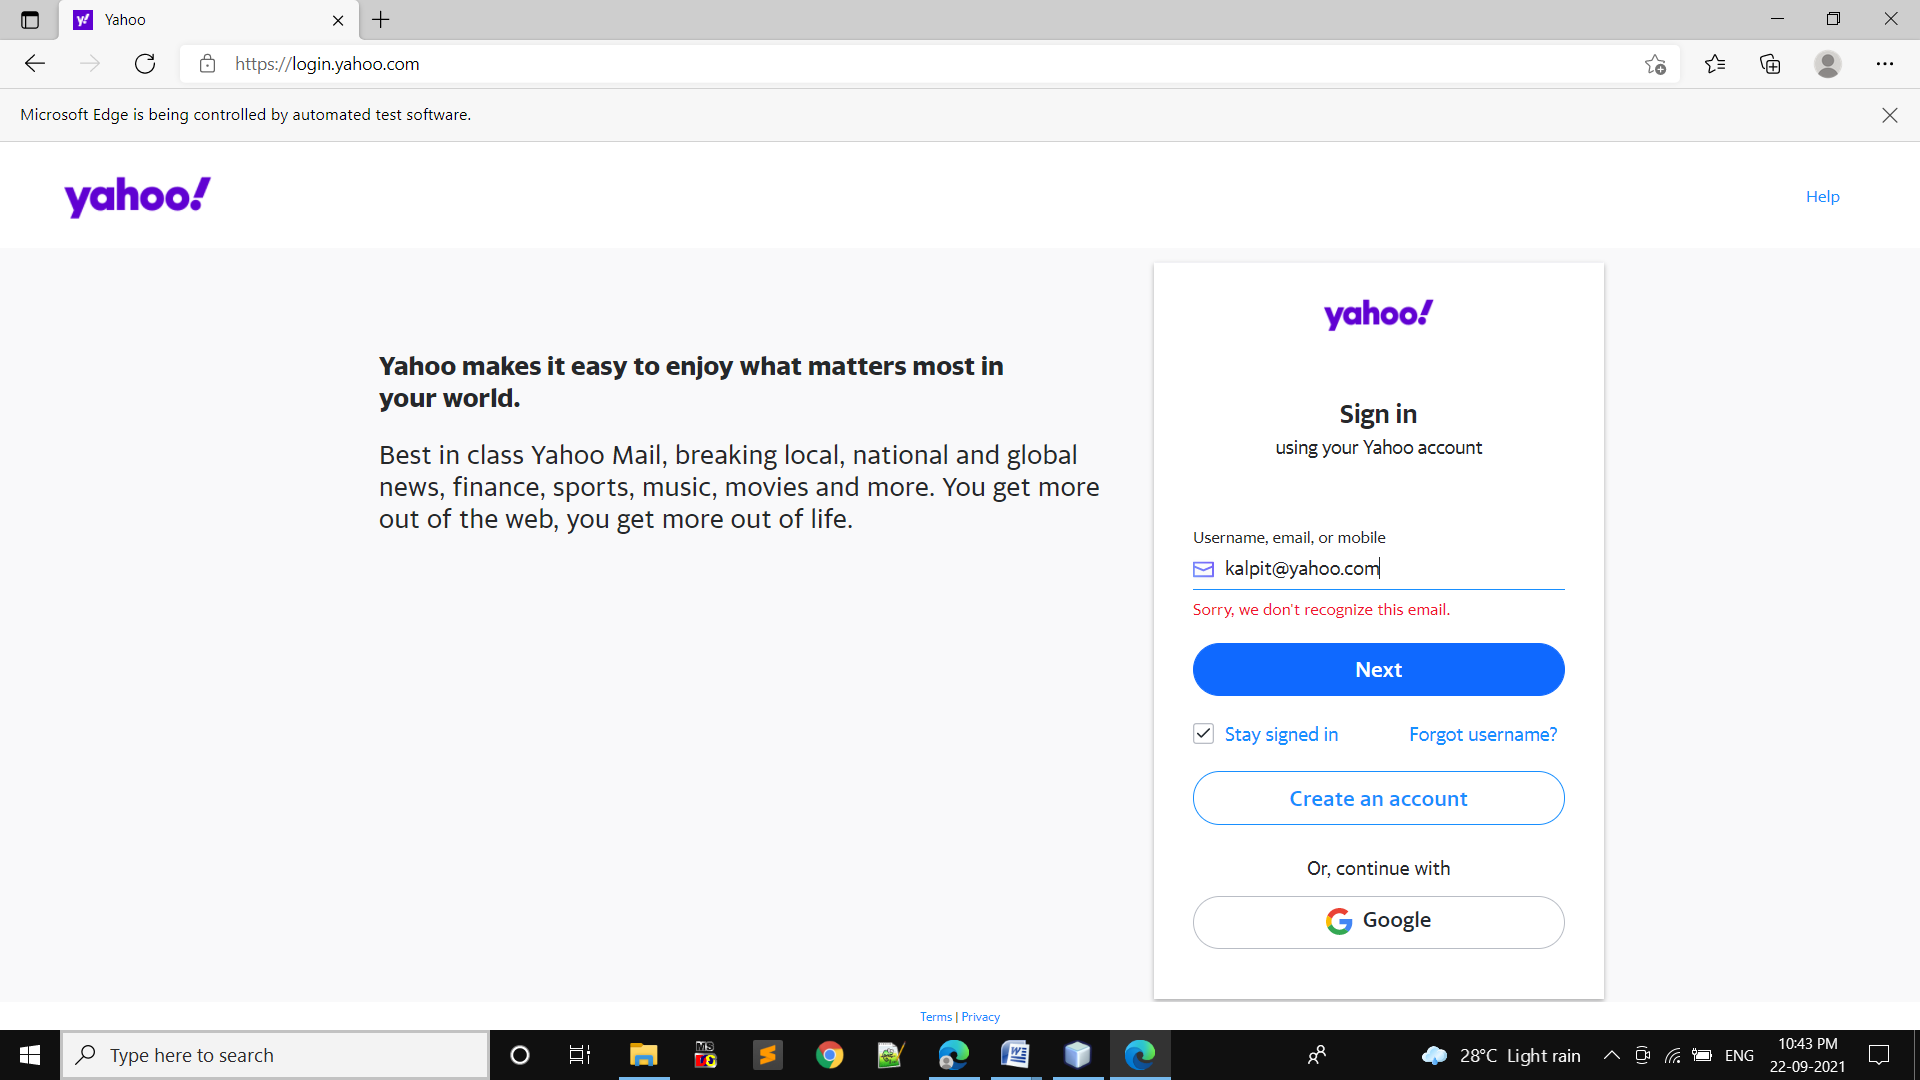 Yahoo
https://login.yahoo.com
Microsoft Edge is being controlled by automated test software.
yahoo!
Help
Yahoo makes it easy to enjoy what matters most in
your world.
Best in class Yahoo Mail, breaking local, national and global
news, finance, sports, music, movies and more. You get more
out of the web, you get more out of life.
yahoo!
Sign in
using your Yahoo account
Username, email, or mobile
kalpit@yahoo.com
Sorry, we don't recognize this email.
Next
Stay signed in
Forgot username?
Create an account
Or, continue with
Google
Terms | Privacy
Type here to search
28°C Light rain
ENG
10:43 PM
22-09-2021